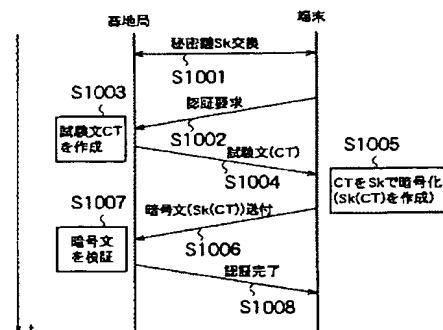 基地局
端末
秘密鍵Sk交換
S1001
S1003
認証要求
試験文CT
を作成
S1002
試験文(CT)
S1005
S1004
CTをSkで暗号化
(Sk(CT)を作成)
S1007
暗号文(Sk(CT))送付
暗号文
を検証
S1006
認証完了
S1008
t